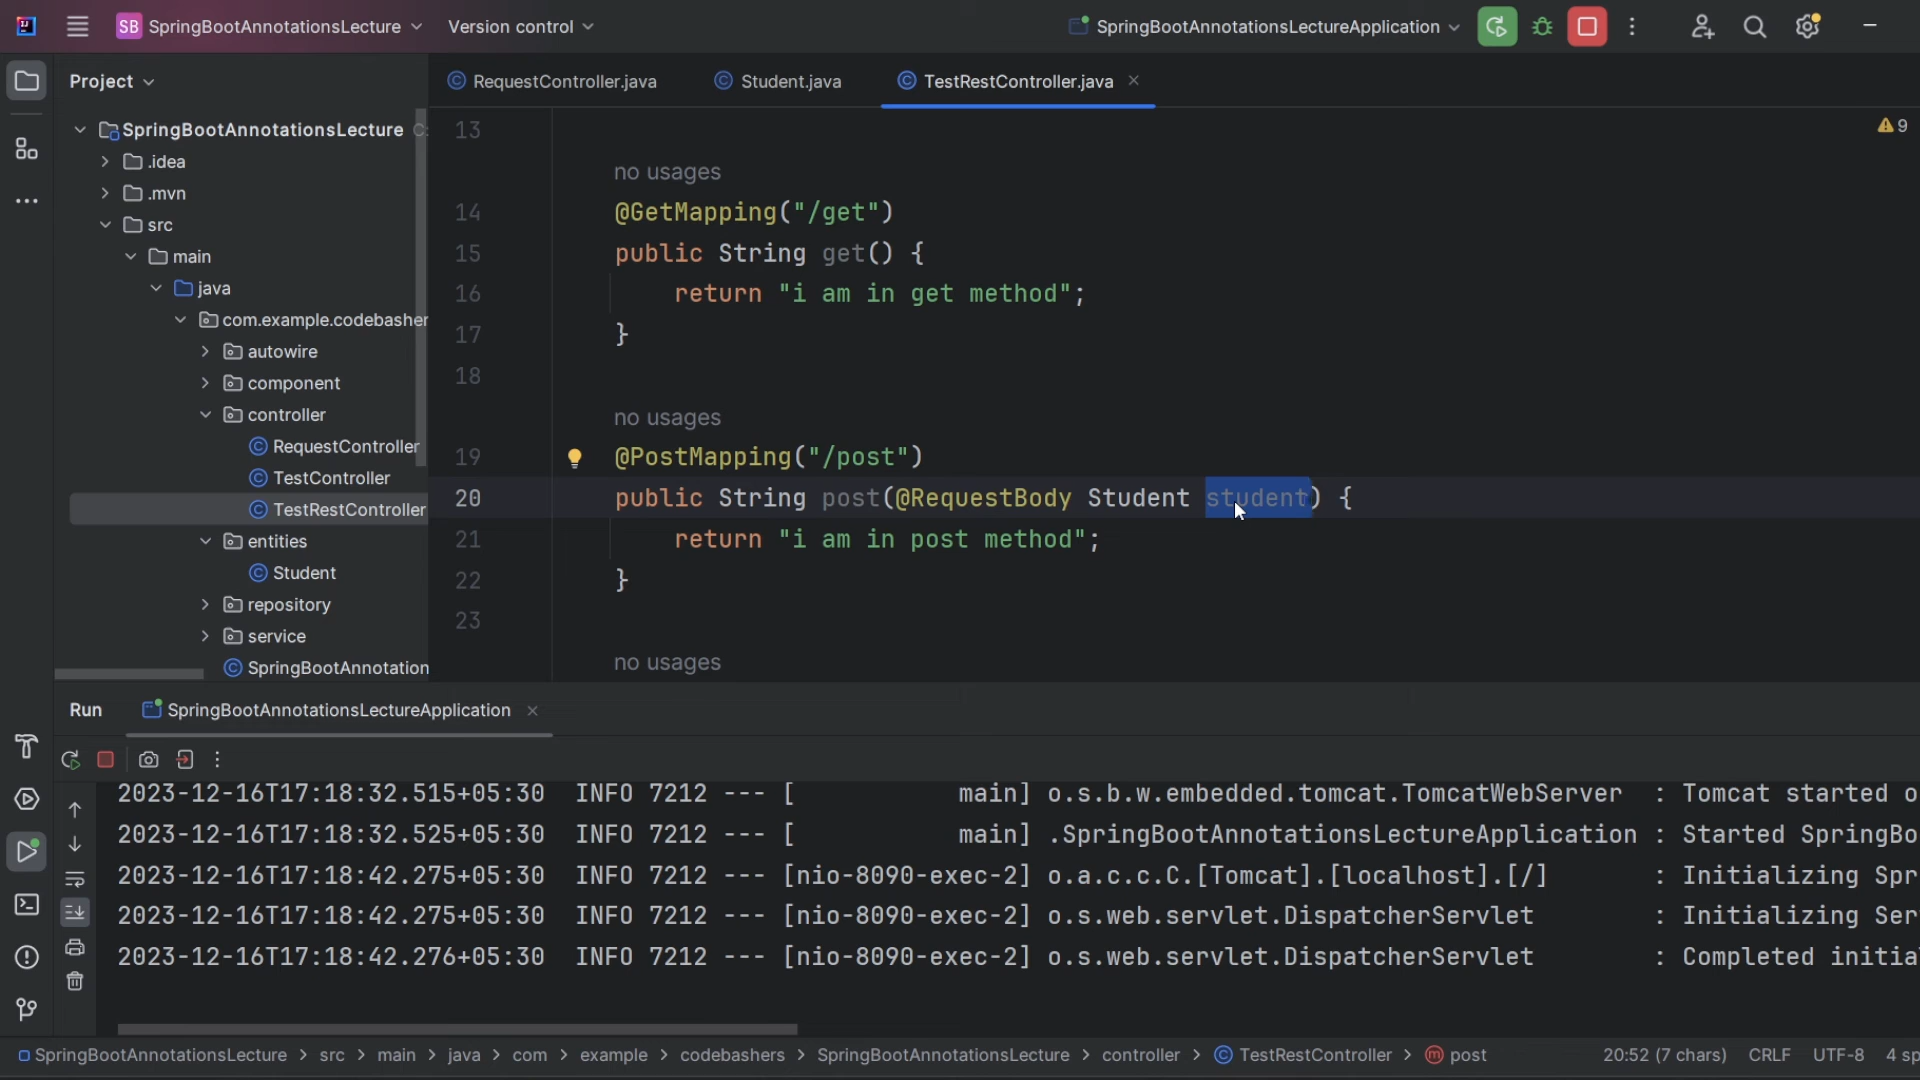 SB SpringBootAnnotationsLecture Version control SpringBootAnnotationsLectureApplication
Project
RequestController.java Student.java TestRestController.java
SpringBootAnnotationsLecture
.idea
.mvn
src
main
java
com.example.codebasher
autowire
component
controller
RequestController
TestController
TestRestController
entities
Student
repository
service
SpringBootAnnotation
9
13
no usages
14 @GetMapping("/get")
15 public String get() {
16 return "i am in get method";
17 }
18
no usages
19 @PostMapping("/post")
20 public String post(@RequestBody Student student) {
21 return "i am in post method";
22 }
23
no usages
Run SpringBootAnnotationsLectureApplication
2023-12-16T17:18:32.515+05:30 INFO 7212 --- [ main] o.s.b.w.embedded.tomcat.TomcatWebServer : Tomcat started o
2023-12-16T17:18:32.525+05:30 INFO 7212 --- [ main] .SpringBootAnnotationsLectureApplication : Started SpringBo
2023-12-16T17:18:42.275+05:30 INFO 7212 --- [nio-8090-exec-2] o.a.c.c.C.[Tomcat].[localhost].[/] : Initializing Spr
2023-12-16T17:18:42.275+05:30 INFO 7212 --- [nio-8090-exec-2] o.s.web.servlet.DispatcherServlet : Initializing Ser
2023-12-16T17:18:42.276+05:30 INFO 7212 --- [nio-8090-exec-2] o.s.web.servlet.DispatcherServlet : Completed initia
SpringBootAnnotationsLecture > src > main > java > com > example > codebashers > SpringBootAnnotationsLecture > controller > TestRestController > post 20:52 (7 chars) CRLF UTF-8 4 sp